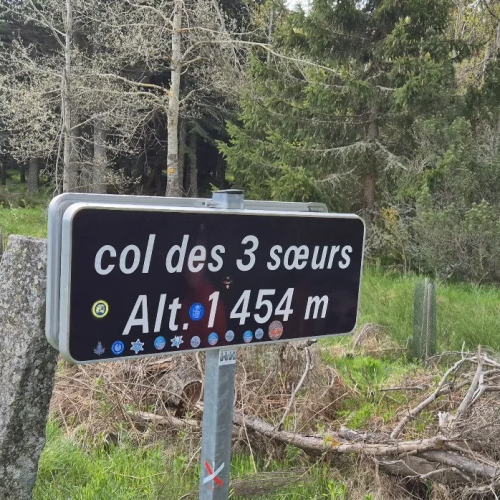 col des 3 sœurs
Alt. 1 454 m